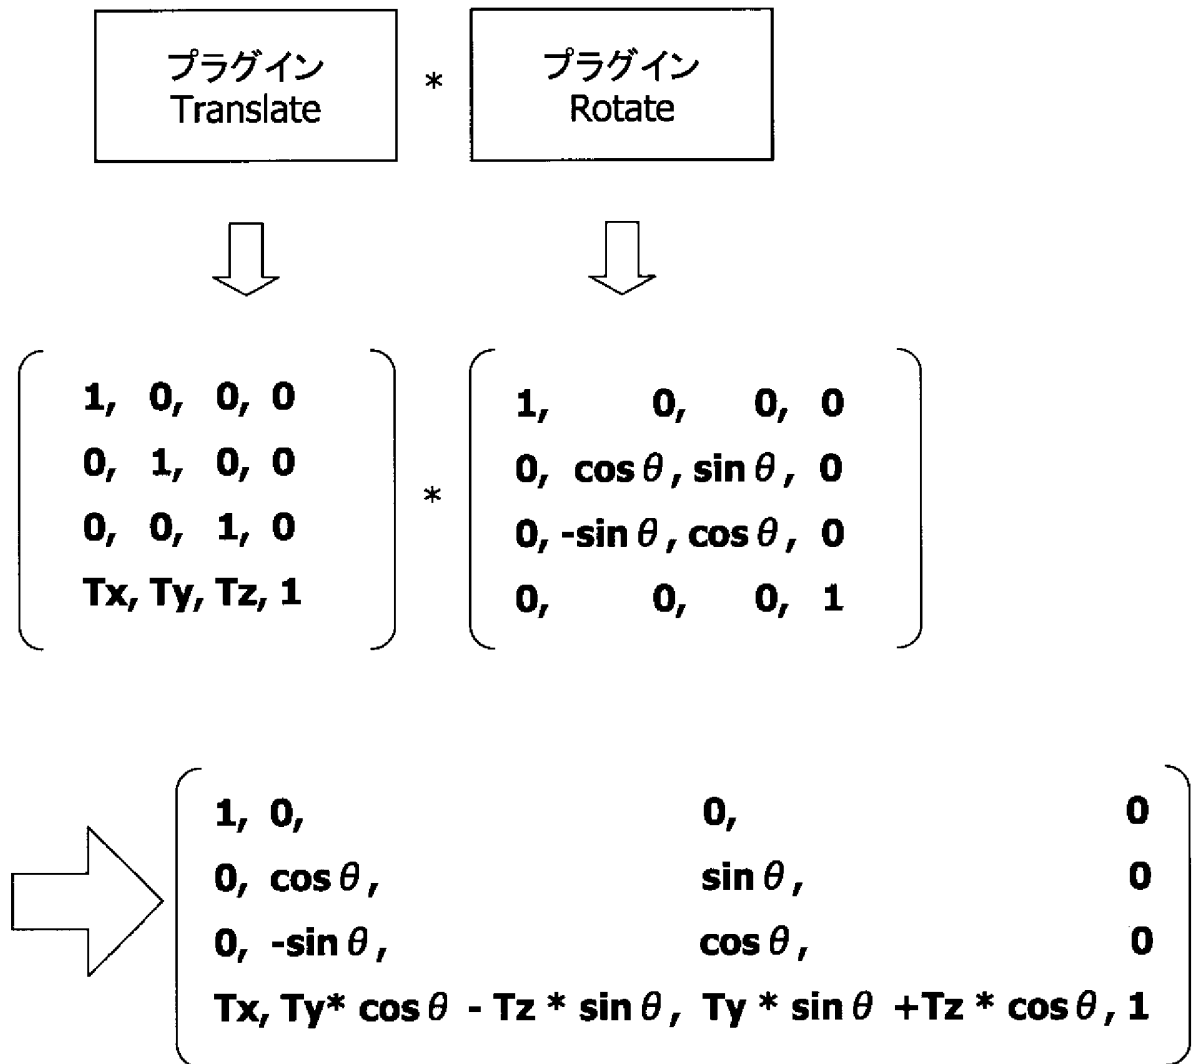 プラグイン
Translate
*
プラグイン
Rotate
1, 0, 0, 0
0, 1, 0, 0
0, 0, 1, 0
Tx, Ty, Tz, 1
*
1, 0, 0, 0
0, cosθ, sinθ, 0
0, -sinθ, cosθ, 0
0, 0, 0, 1
1, 0, 0, 0
0, cosθ, sinθ, 0
0, -sinθ, cosθ, 0
Tx, Ty* cosθ - Tz * sinθ, Ty * sinθ +Tz * cosθ, 1